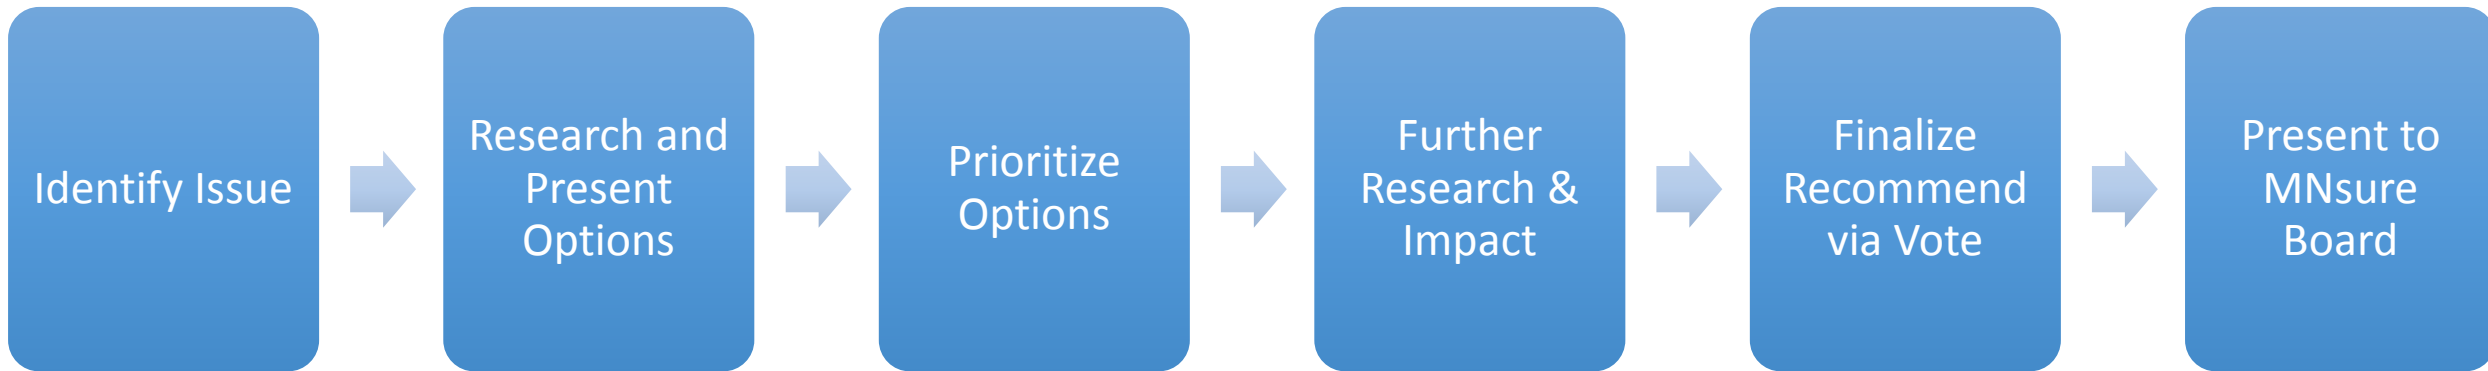 Identify Issue
Research and
Present
Options
Prioritize
Options
Further
Research &
Impact
Finalize
Recommend
via Vote
Present to
MNsure
Board